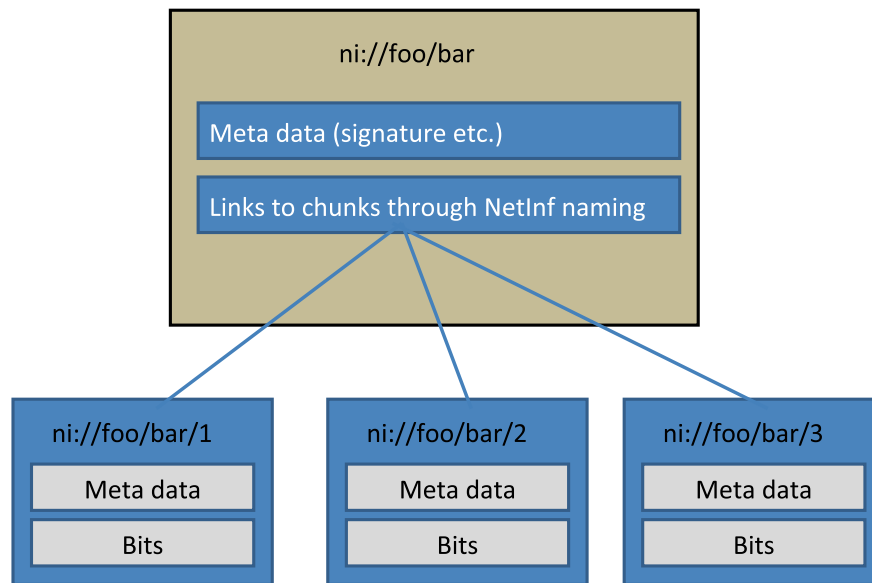 ni://foo/bar
Meta data (signature etc.)
Links to chunks through NetInf naming
ni://foo/bar/1
ni://foo/bar/2
ni://foo/bar/3
Meta data
Meta data
Meta data
Bits
Bits
Bits